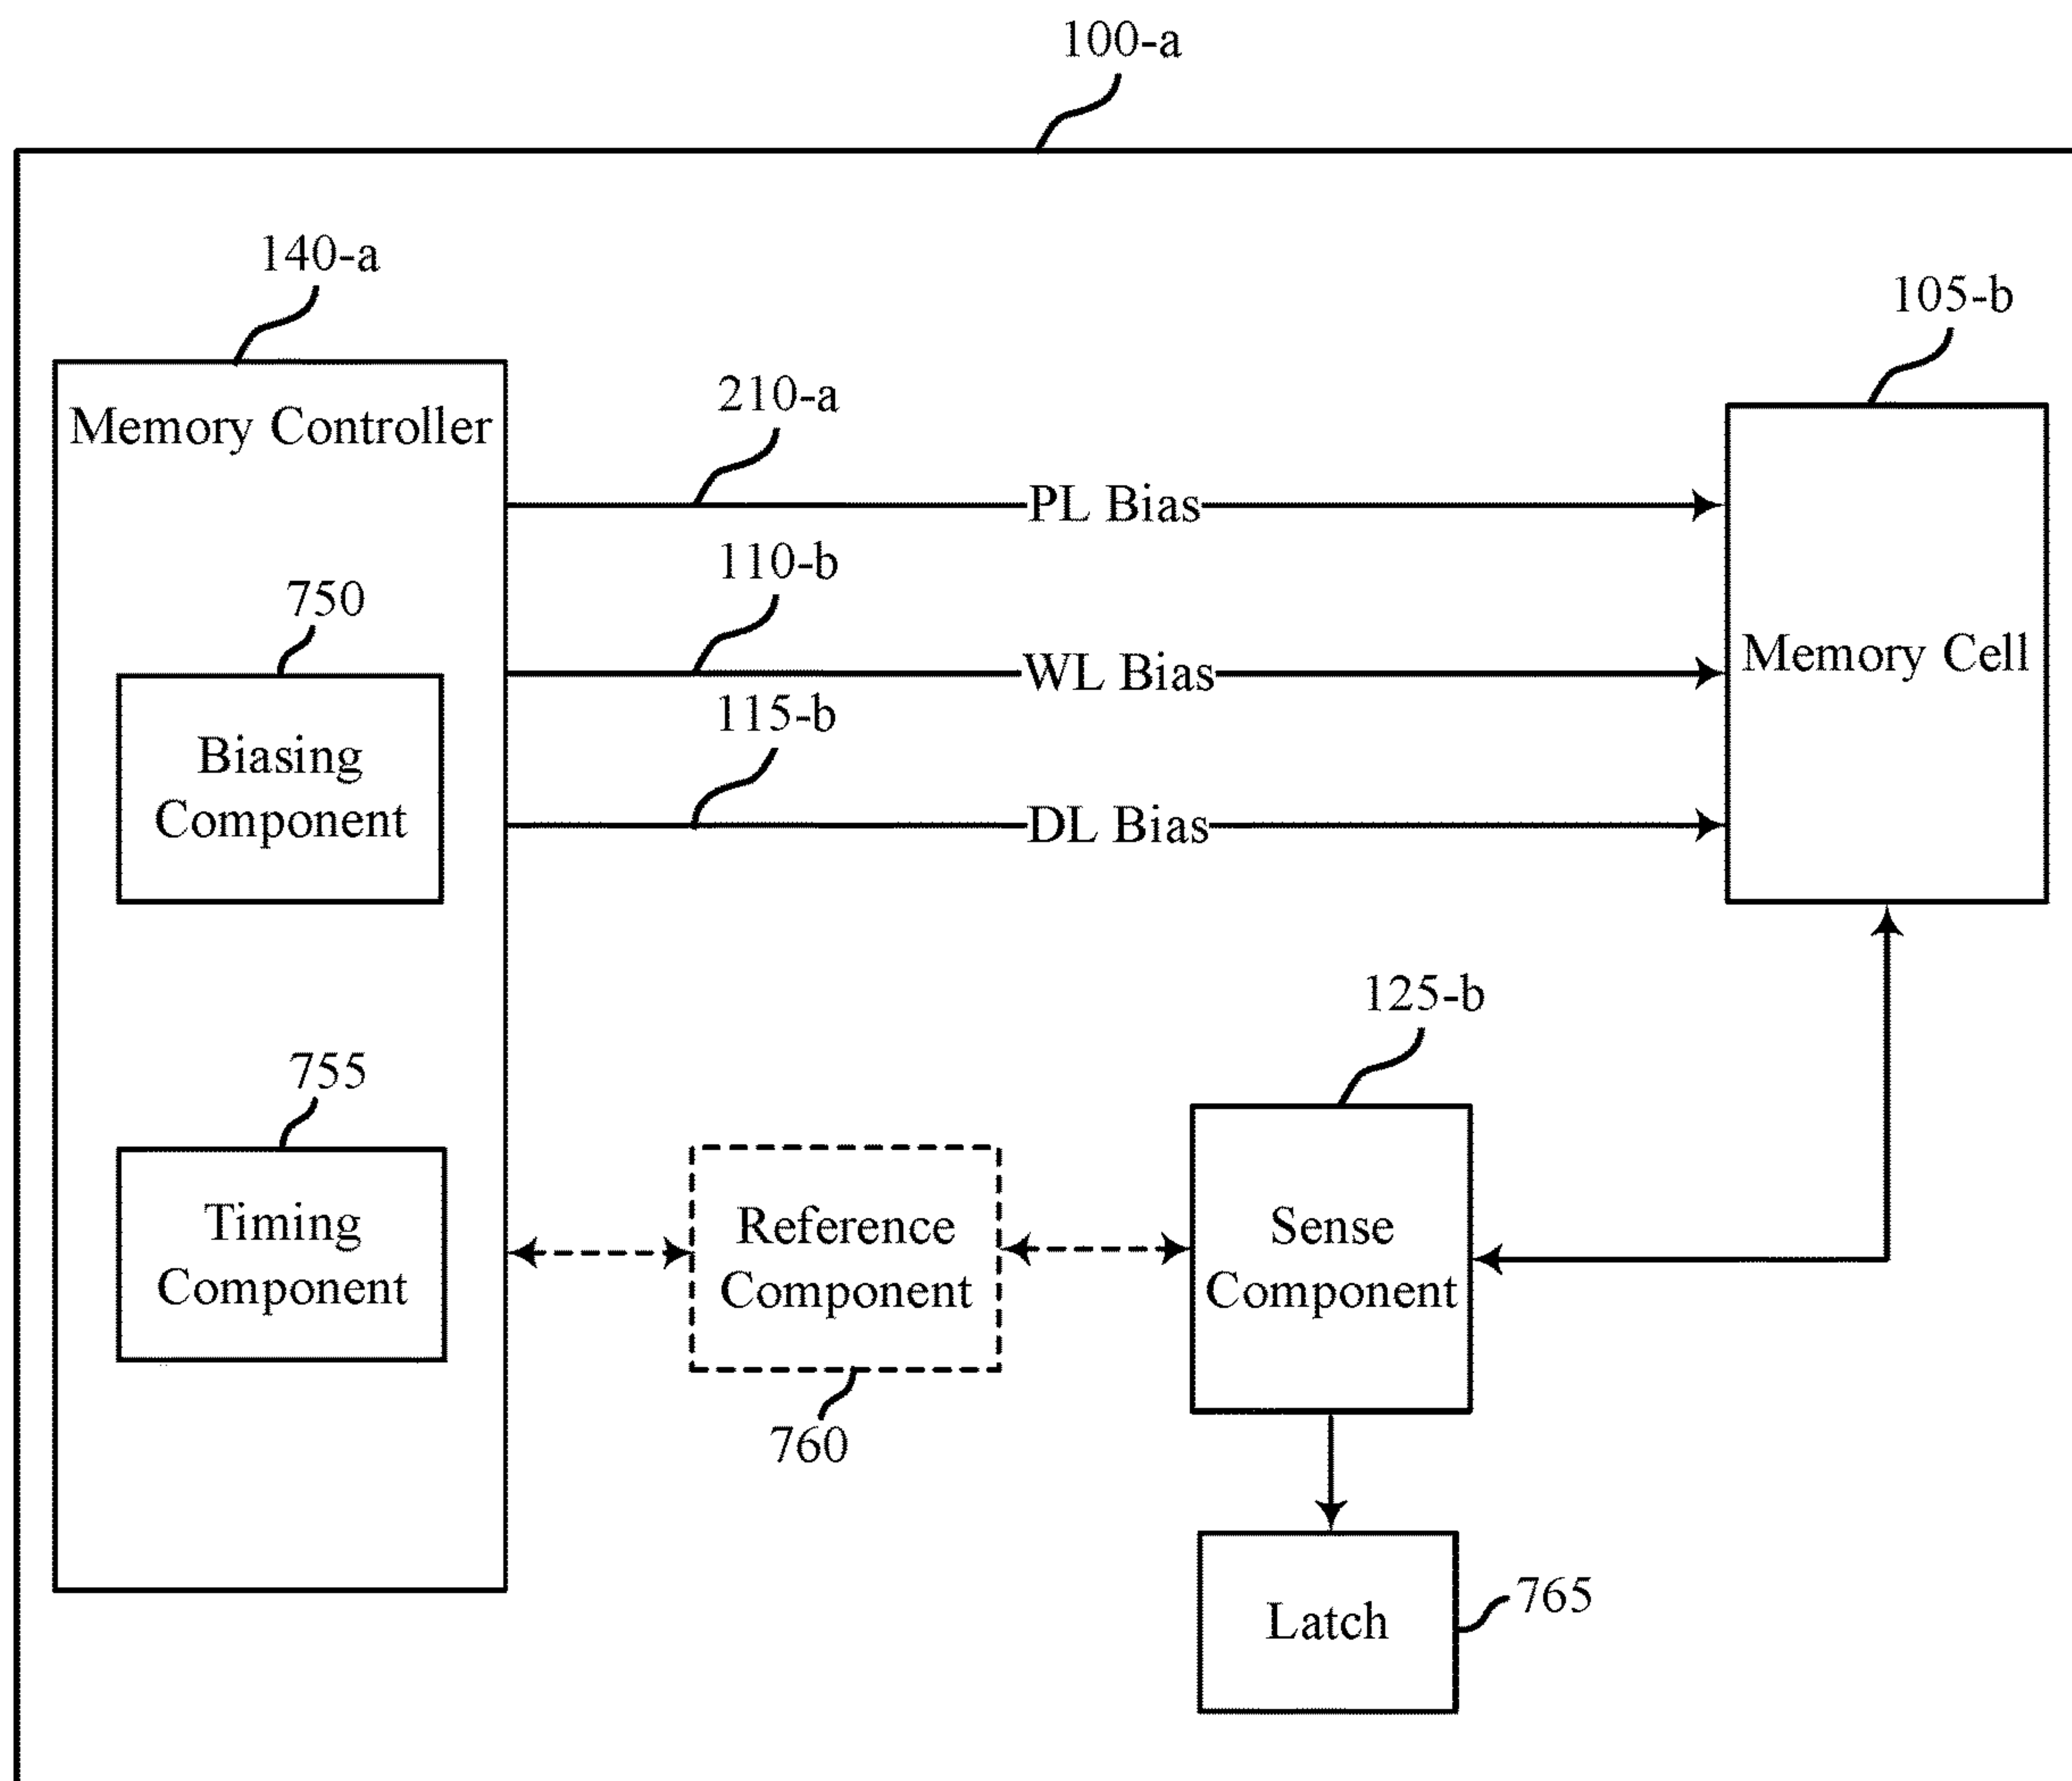 100-a
140-a
105-b
Memory Controller
210-a
PL Bias
110-b
WL Bias
115-b
DL Bias
Memory Cell
750
Biasing
Component
125-b
755
Timing
Component
Reference
Component
760
Sense
Component
Latch
765